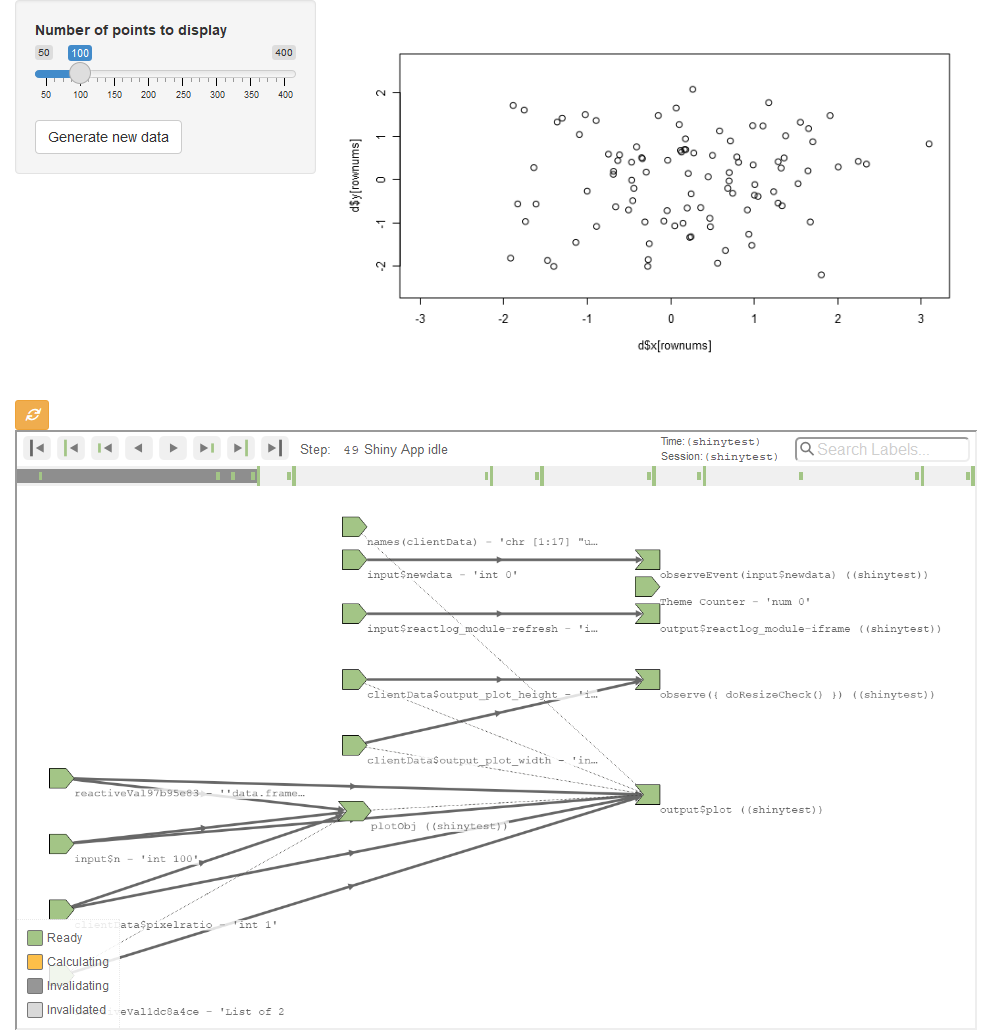 Number of points to display
50 100 400
50 100 150 200 250 300 350 400
Generate new data
d$y[rownums]
2
1
0
-1
-2
-3 -2 -1 0 1 2 3
d$x[rownums]
Step: 49 Shiny App idle
Time: (shinytest)
Session: (shinytest)
Search Labels...
names(clientData) - 'chr [1:17] "u…
input$newdata - 'int 0'
observeEvent(input$newdata) ((shinytest))
Theme Counter - 'num 0'
input$reactlog_module-refresh - 'i…
output$reactlog_module-iframe ((shinytest))
clientData$output_plot_height - 'i…
observe({ doResizeCheck() }) ((shinytest))
clientData$output_plot_width - 'in…
reactiveVal97b95e83 - ''data.frame…
output$plot ((shinytest))
plotObj ((shinytest))
input$n - 'int 100'
clientData$pixelratio - 'int 1'
Ready
Calculating
Invalidating
Invalidated
veVal1dc8a4ce - 'List of 2